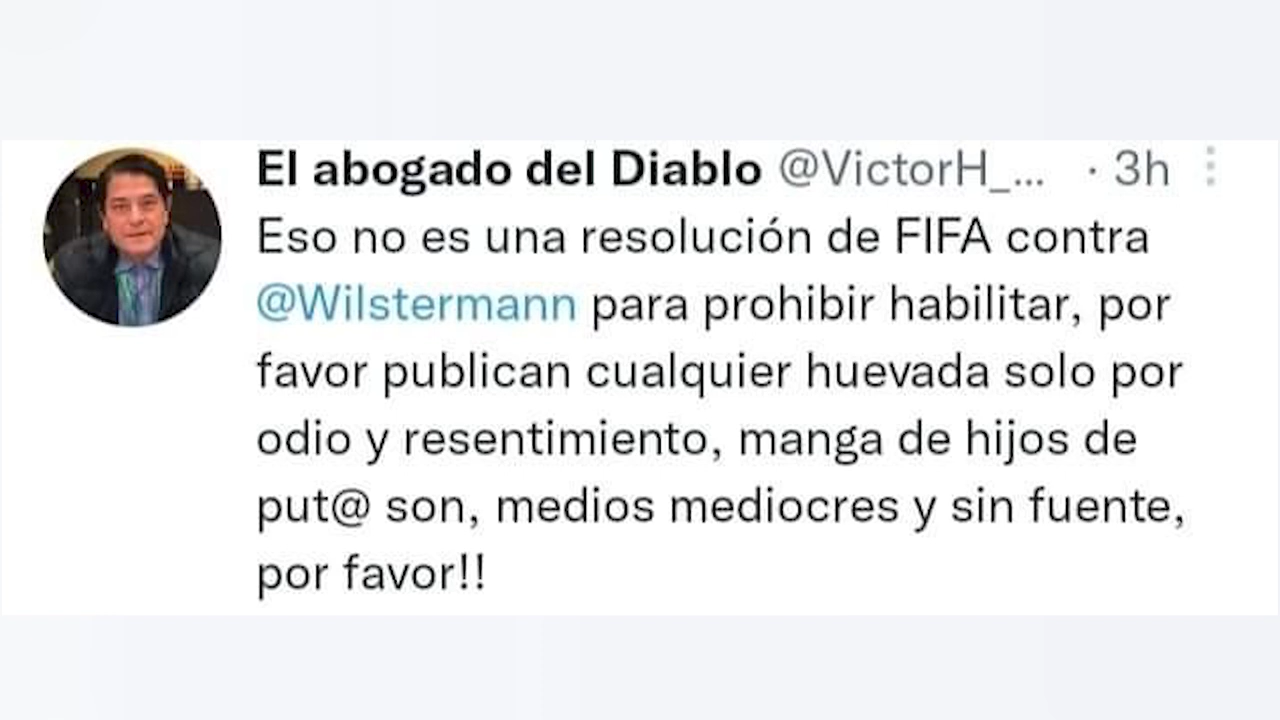 El abogado del Diablo @VictorH_... · 3h
Eso no es una resolución de FIFA contra
@Wilstermann para prohibir habilitar, por
favor publican cualquier huevada solo por
odio y resentimiento, manga de hijos de
put@ son, medios mediocres y sin fuente,
por favor!!